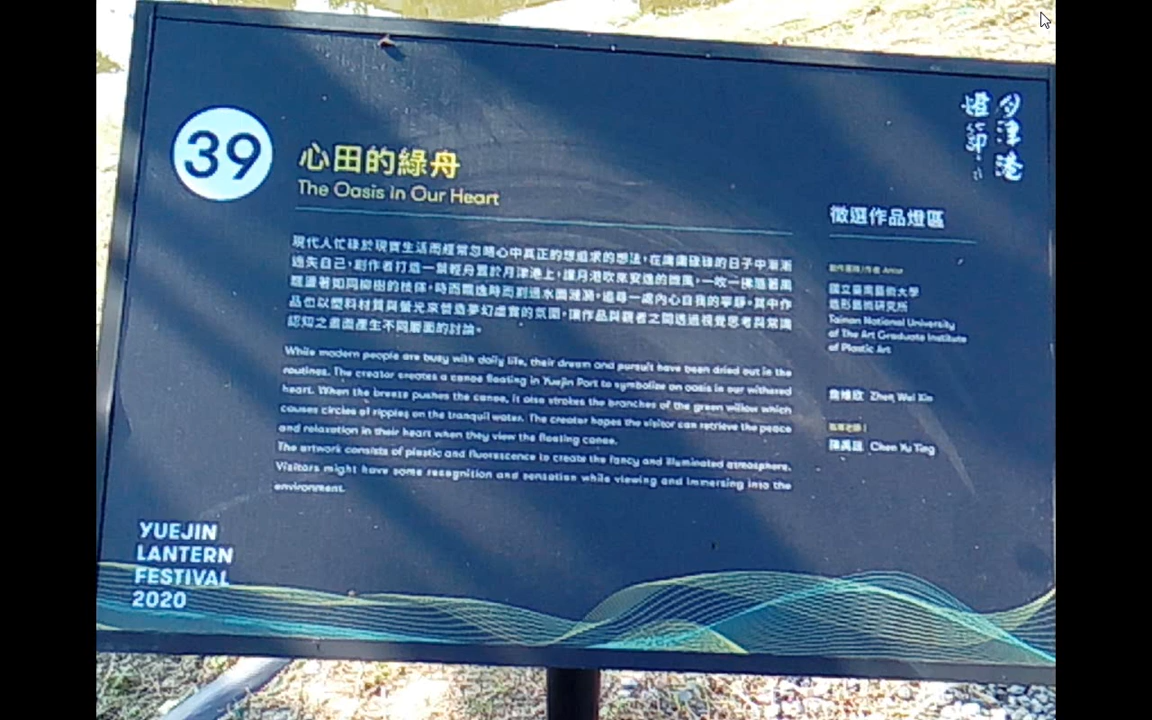 39
心田的綠舟
The Oasis In Our Heart
現代人忙碌於現實生活而經常忽略心中真正的想追求的想法，在庸庸碌碌的日子中漸漸
迷失自己，創作者打造一葉輕舟置於月津港上，讓月港吹來安逸的微風，一吹一拂隨著風
飄盪著如同柳樹的枝條，時而飄逸時而劃過水面漣漪，追尋一處內心自我的寧靜。其中作
品也以塑料材質與螢光來營造夢幻虛實的氛圍，讓作品與觀者之間透過視覺思考與常識
認知之畫面產生不同層面的討論。
While modern people are busy with daily life, their dream and pursuit have been dried out in the
routines. The creator creates a canoe floating in Yuejin Port to symbolize an oasis in our withered
heart. When the breeze pushes the canoe, it also strokes the branches of the green willow which
causes circles of ripples on the tranquil water. The creator hopes the visitor can retrieve the peace
and relaxation in their heart when they view the floating canoe.
The artwork consists of plastic and fluorescence to create the fancy and illuminated atmosphere.
Visitors might have some recognition and sensation while viewing and immersing into the
environment.
月津港
燈節
徵選作品燈區
Artist
國立臺南藝術大學
造形藝術研究所
Tainan National University
of The Art Graduate Institute
of Plastic Art
詹維欣 Zhen Wei Xin
指導老師
Chen Yu Ting
YUEJIN
LANTERN
FESTIVAL
2020